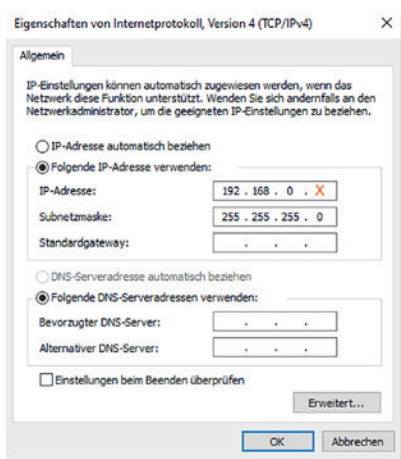 Eigenschaften von Internetprotokoll, Version 4 (TCP/IPv4)
Allgemein
IP-Einstellungen können automatisch zugewiesen werden, wenn das
Netzwerk diese Funktion unterstützt. Wenden Sie sich andernfalls an den
Netzwerkadministrator, um die geeigneten IP-Einstellungen zu beziehen.
IP-Adresse automatisch beziehen
Folgende IP-Adresse verwenden:
IP-Adresse: 192 . 168 . 0 . X
Subnetzmaske: 255 . 255 . 255 . 0
Standardgateway: . . .
DNS-Serveradresse automatisch beziehen
Folgende DNS-Serveradressen verwenden:
Bevorzugter DNS-Server: . . .
Alternativer DNS-Server: . . .
Einstellungen beim Beenden überprüfen
Erweitert...
OK Abbrechen